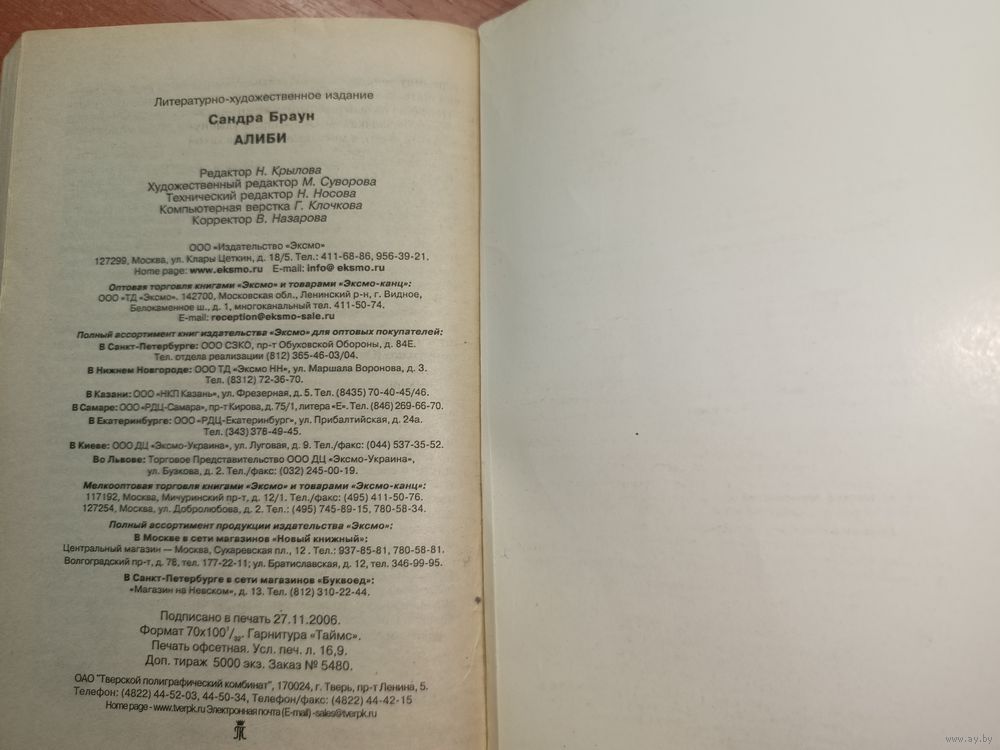 Литературно-художественное издание
Сандра Браун
АЛИБИ
Редактор Н. Крылова
Художественный редактор М. Суворова
Технический редактор Н. Носова
Компьютерная верстка Г. Клочкова
Корректор В. Назарова
ООО «Издательство «Эксмо»
127299, Москва, ул. Клары Цеткин, д. 18/5. Тел.: 411-68-86, 956-39-21.
Home page: www.eksmo.ru E-mail: info@ eksmo.ru
Оптовая торговля книгами «Эксмо» и товарами «Эксмо-канц»:
ООО «ТД «Эксмо». 142700, Московская обл., Ленинский р-н, г. Видное,
Белокаменное ш., д. 1, многоканальный тел. 411-50-74.
E-mail: reception@eksmo-sale.ru
Полный ассортимент книг издательства «Эксмо» для оптовых покупателей:
В Санкт-Петербурге: ООО СЗКО, пр-т Обуховской Обороны, д. 84Е.
Тел. отдела реализации (812) 365-46-03/04.
В Нижнем Новгороде: ООО ТД «Эксмо НН», ул. Маршала Воронова, д. 3.
Тел. (8312) 72-36-70.
В Казани: ООО «НКП Казань», ул. Фрезерная, д. 5. Тел. (8435) 70-40-45/46.
В Самаре: ООО «РДЦ-Самара», пр-т Кирова, д. 75/1, литера «Е». Тел. (846) 269-66-70.
В Екатеринбурге: ООО «РДЦ-Екатеринбург», ул. Прибалтийская, д. 24а.
Тел. (343) 378-49-45.
В Киеве: ООО ДЦ «Эксмо-Украина», ул. Луговая, д. 9. Тел./факс: (044) 537-35-52.
Во Львове: Торговое Представительство ООО ДЦ «Эксмо-Украина»,
ул. Бузкова, д. 2. Тел./факс: (032) 245-00-19.
Мелкооптовая торговля книгами «Эксмо» и товарами «Эксмо-канц»:
117192, Москва, Мичуринский пр-т, д. 12/1. Тел./факс: (495) 411-50-76.
127254, Москва, ул. Добролюбова, д. 2. Тел.: (495) 745-89-15, 780-58-34.
Полный ассортимент продукции издательства «Эксмо»:
В Москве в сети магазинов «Новый книжный»:
Центральный магазин — Москва, Сухаревская пл., 12 . Тел.: 937-85-81, 780-58-81.
Волгоградский пр-т, д. 78, тел. 177-22-11; ул. Братиславская, д. 12, тел. 346-99-95.
В Санкт-Петербурге в сети магазинов «Буквоед»:
«Магазин на Невском», д. 13. Тел. (812) 310-22-44.
Подписано в печать 27.11.2006.
Формат 70x100 1/32. Гарнитура «Таймс».
Печать офсетная. Усл. печ. л. 16,9.
Доп. тираж 5000 экз. Заказ № 5480.
ОАО "Тверской полиграфический комбинат", 170024, г. Тверь, пр-т Ленина, 5.
Телефон: (4822) 44-52-03, 44-50-34, Телефон/факс: (4822) 44-42-15
Home page - www.tverpk.ru Электронная почта (E-mail) - sales@tverpk.ru
www.ay.by